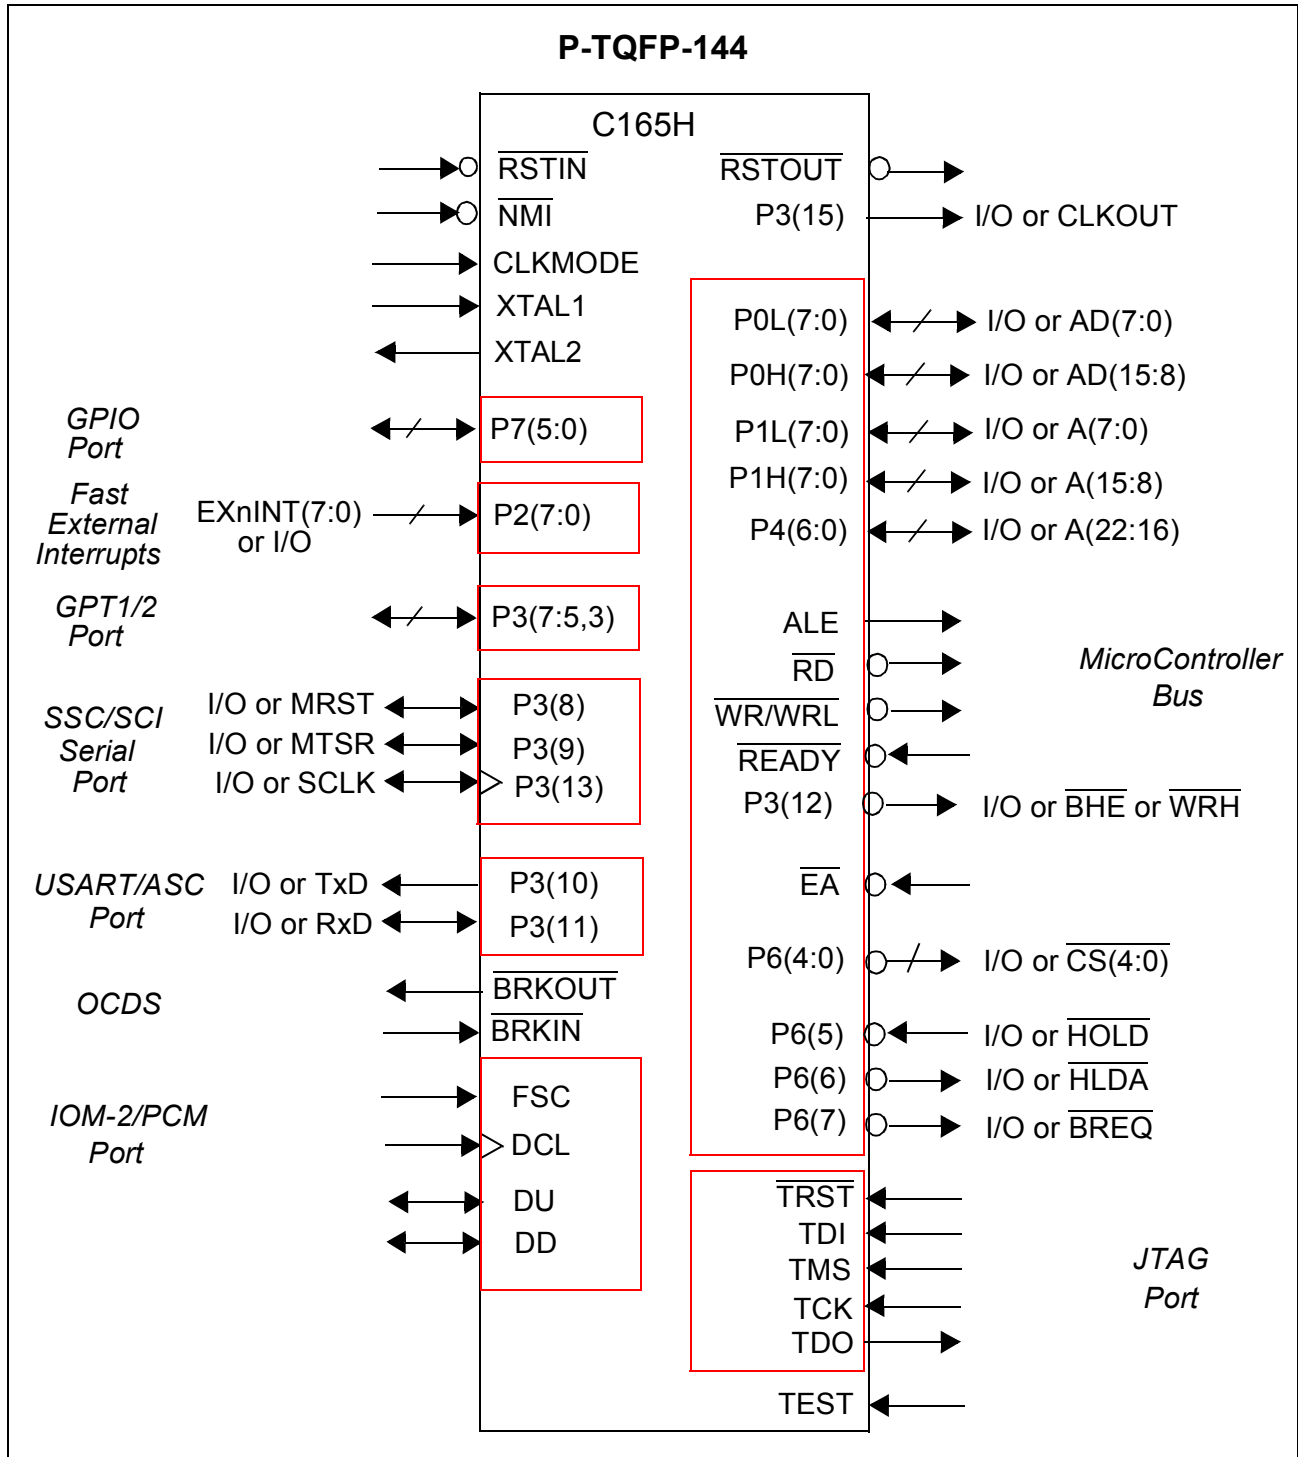 P-TQFP-144
C165H
RSTIN
RSTOUT
NMI
P3(15)
I/O or CLKOUT
CLKMODE
XTAL1
P0L(7:0)
I/O or AD(7:0)
XTAL2
P0H(7:0)
I/O or AD(15:8)
GPIO
Port
P7(5:0)
P1L(7:0)
I/O or A(7:0)
P1H(7:0)
I/O or A(15:8)
Fast
External
Interrupts
EXnINT(7:0)
or I/O
P2(7:0)
P4(6:0)
I/O or A(22:16)
GPT1/2
Port
P3(7:5,3)
ALE
RD
MicroController
Bus
SSC/SCI
Serial
Port
I/O or MRST
P3(8)
WR/WRL
I/O or MTSR
P3(9)
READY
I/O or SCLK
P3(13)
P3(12)
I/O or BHE or WRH
USART/ASC
Port
I/O or TxD
P3(10)
EA
I/O or RxD
P3(11)
P6(4:0)
I/O or CS(4:0)
OCDS
BRKOUT
BRKIN
P6(5)
I/O or HOLD
P6(6)
I/O or HLDA
P6(7)
I/O or BREQ
IOM-2/PCM
Port
FSC
DCL
DU
DD
TRST
TDI
TMS
TCK
TDO
JTAG
Port
TEST